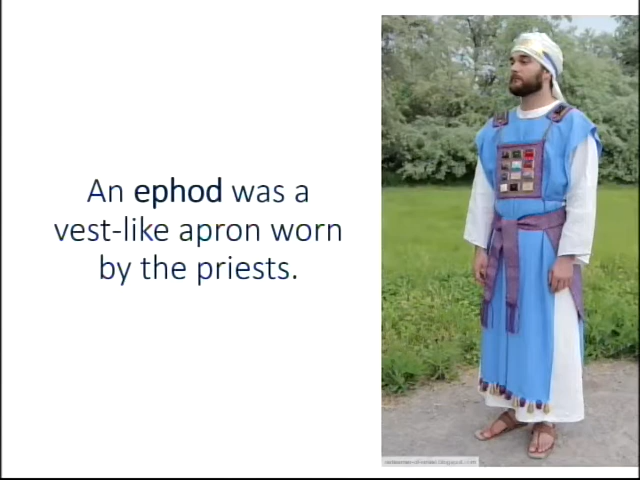 An ephod was a
vest-like apron worn
by the priests.